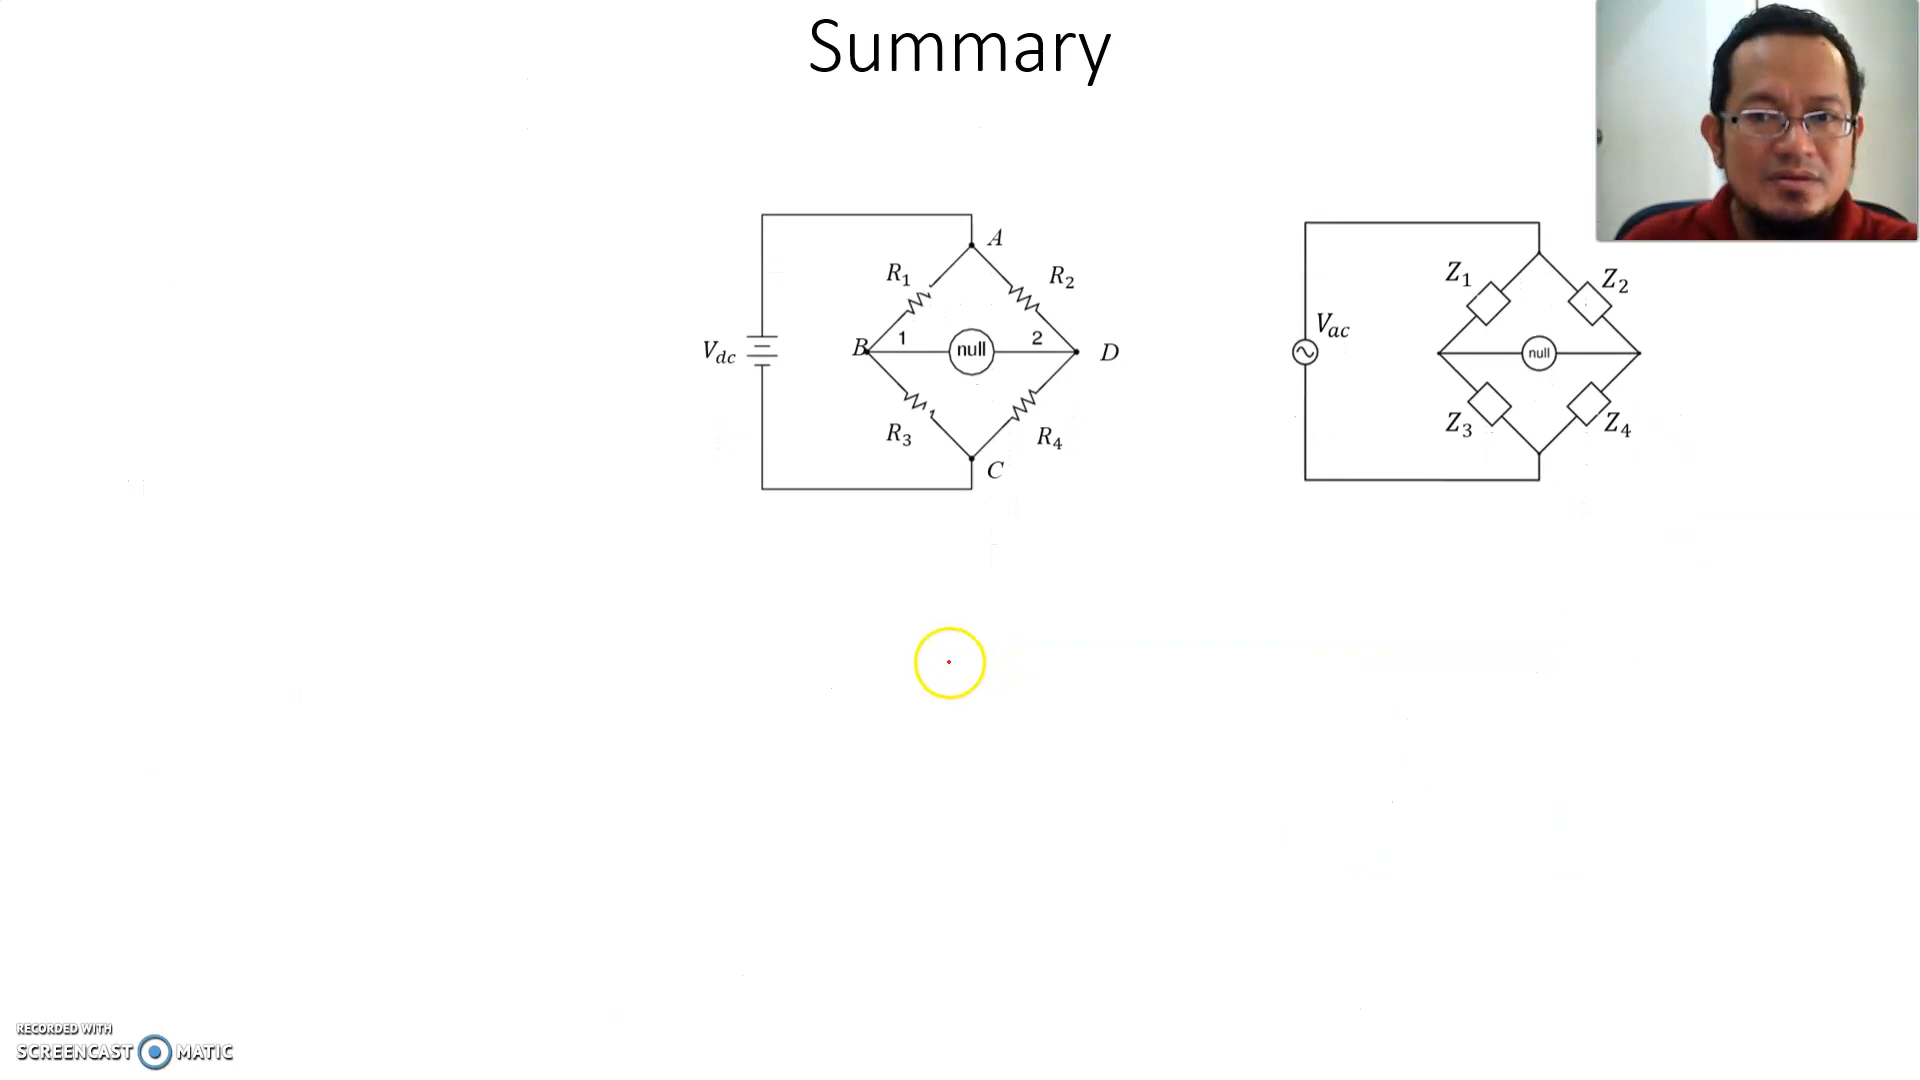 Summary
A
R1
R2
B
1
null
2
D
Vdc
R3
R4
C
Z1
Z2
Vac
null
Z3
Z4
RECORDED WITH
SCREENCAST MATIC